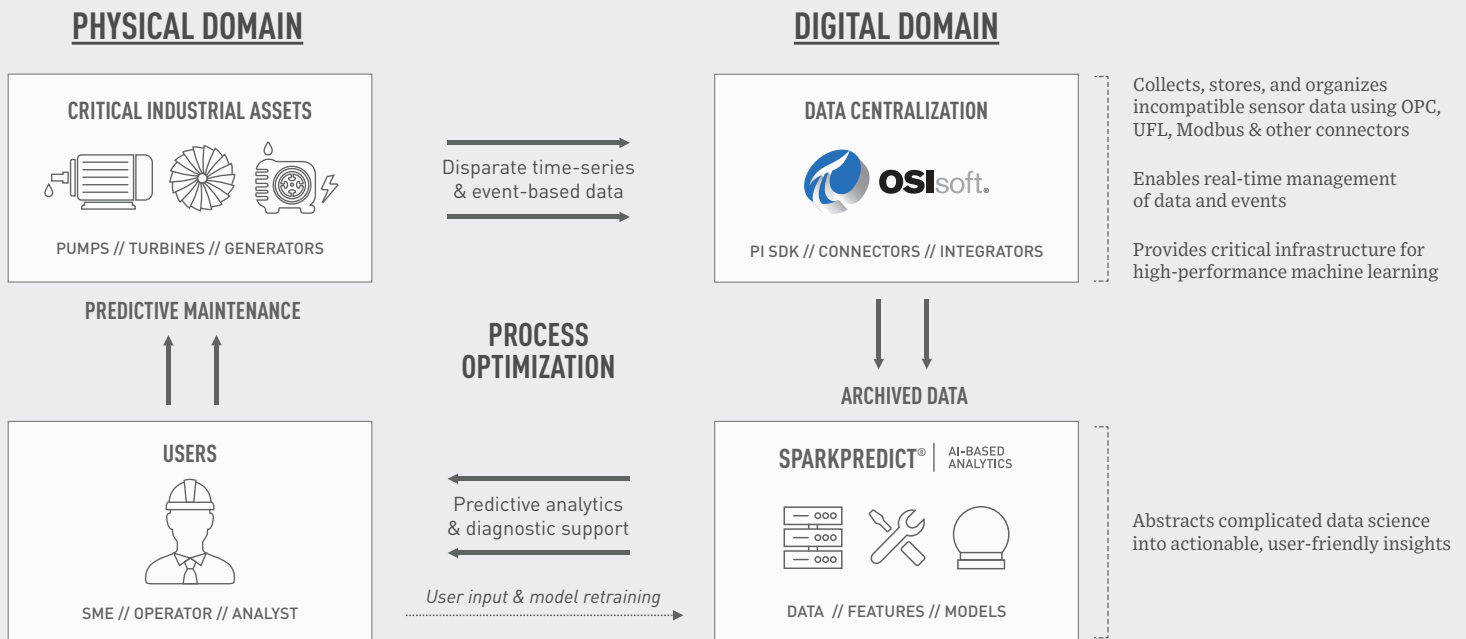 PHYSICAL DOMAIN
DIGITAL DOMAIN
CRITICAL INDUSTRIAL ASSETS
PUMPS // TURBINES // GENERATORS
Disparate time-series
& event-based data
DATA CENTRALIZATION
OSIsoft.
PI SDK // CONNECTORS // INTEGRATORS
Collects, stores, and organizes
incompatible sensor data using OPC,
UFL, Modbus & other connectors
Enables real-time management
of data and events
Provides critical infrastructure for
high-performance machine learning
PREDICTIVE MAINTENANCE
PROCESS
OPTIMIZATION
ARCHIVED DATA
USERS
SME // OPERATOR // ANALYST
Predictive analytics
& diagnostic support
User input & model retraining
SPARKPREDICT® | AI-BASED
ANALYTICS
DATA // FEATURES // MODELS
Abstracts complicated data science
into actionable, user-friendly insights